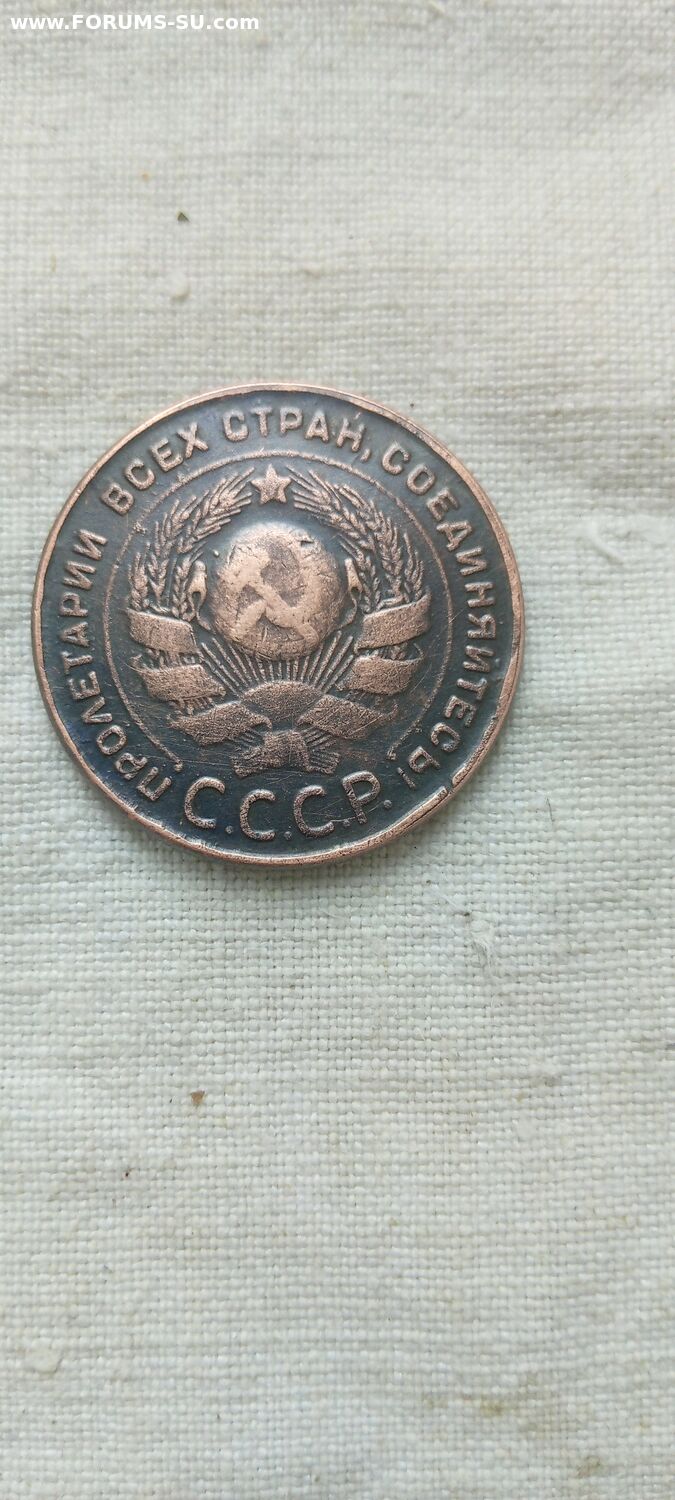 www.FORUMS-SU.com
ПРОЛЕТАРИИ ВСЕХ СТРАН, СОЕДИНЯЙТЕСЬ!
С.С.С.Р.